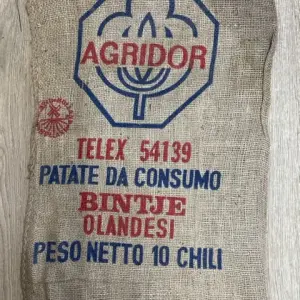 AGRIDOR
TELEX 54139
PATATE DA CONSUMO
BINTJE
OLANDESI
PESO NETTO 10 CHILI